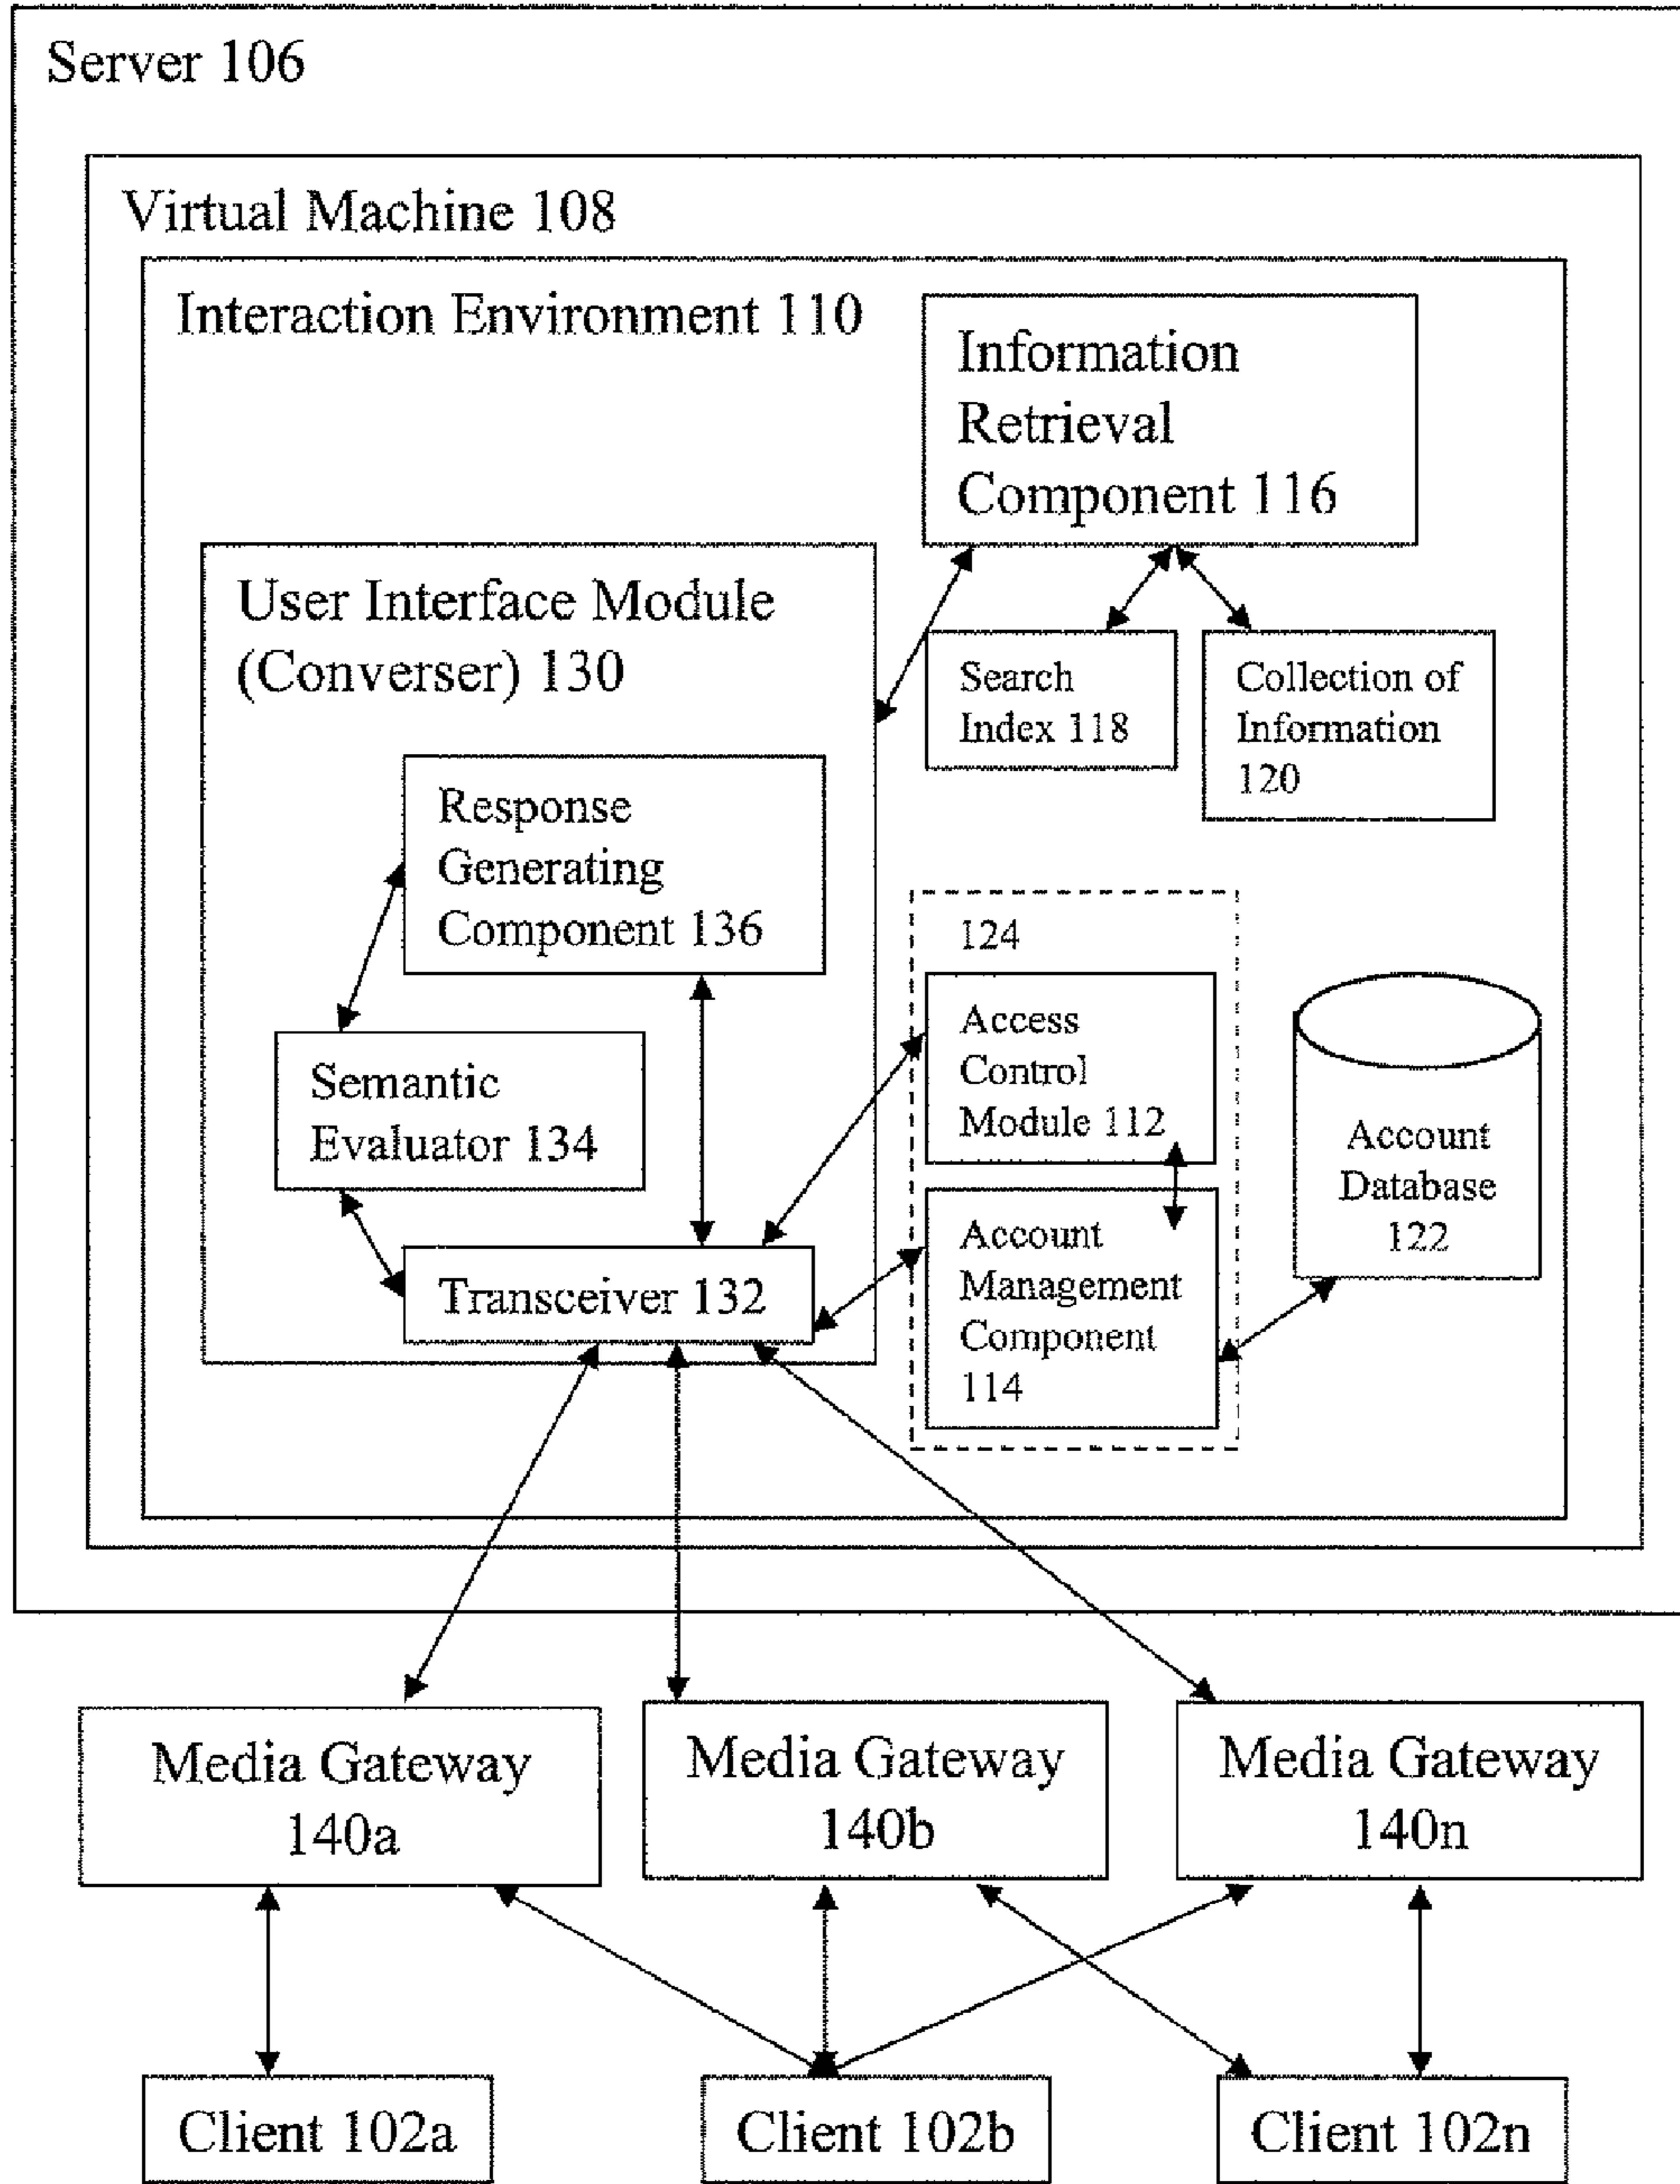 Server 106
Virtual Machine 108
Interaction Environment 110
Information
Retrieval
Component 116
User Interface Module
(Converser) 130
Search
Index 118
Collection of
Information
120
Response
Generating
Component 136
124
Access
Control
Module 112
Semantic
Evaluator 134
Account
Database
122
Account
Management
Component
114
Transceiver 132
Media Gateway
140a
Media Gateway
140b
Media Gateway
140n
Client 102a
Client 102b
Client 102n